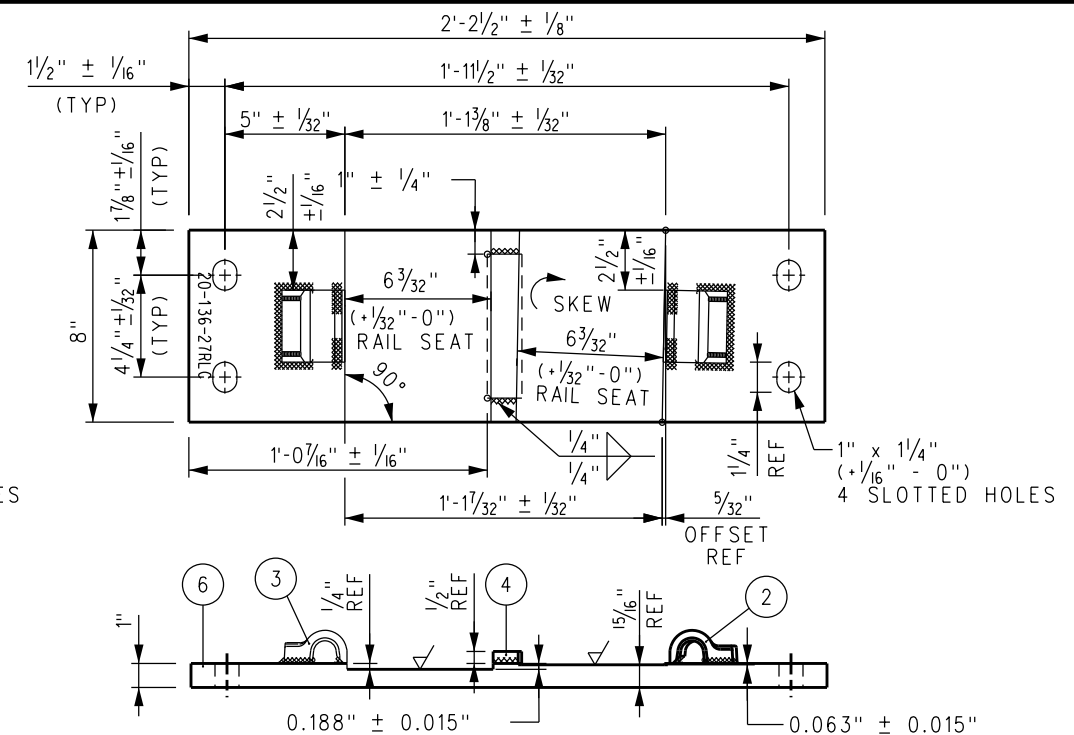 2'-2½" ± ⅛"
1½" ± 1⁄16"
(TYP)
1'-11½" ± 1⁄32"
5" ± 1⁄32"
1'-1⅜" ± 1⁄32"
1⅞" ±1⁄16"
(TYP)
2½"
±1⁄16"
1" ± ¼"
2½"
±1⁄16"
8"
4¼"±1⁄32"
(TYP)
20-136-27RLG
6 3⁄32"
(+1⁄32"-0")
RAIL SEAT
SKEW
6 3⁄32"
(+1⁄32"-0")
RAIL SEAT
90°
1'-0 7⁄16" ± 1⁄16"
¼"
¼"
1¼"
REF
1" x 1¼"
(+1⁄16" - 0")
4 SLOTTED HOLES
ES
1'-1 7⁄32" ± 1⁄32"
5⁄32"
OFFSET
REF
6
3
¼"
REF
½"
REF
4
15⁄16"
REF
2
1"
0.188" ± 0.015"
0.063" ± 0.015"